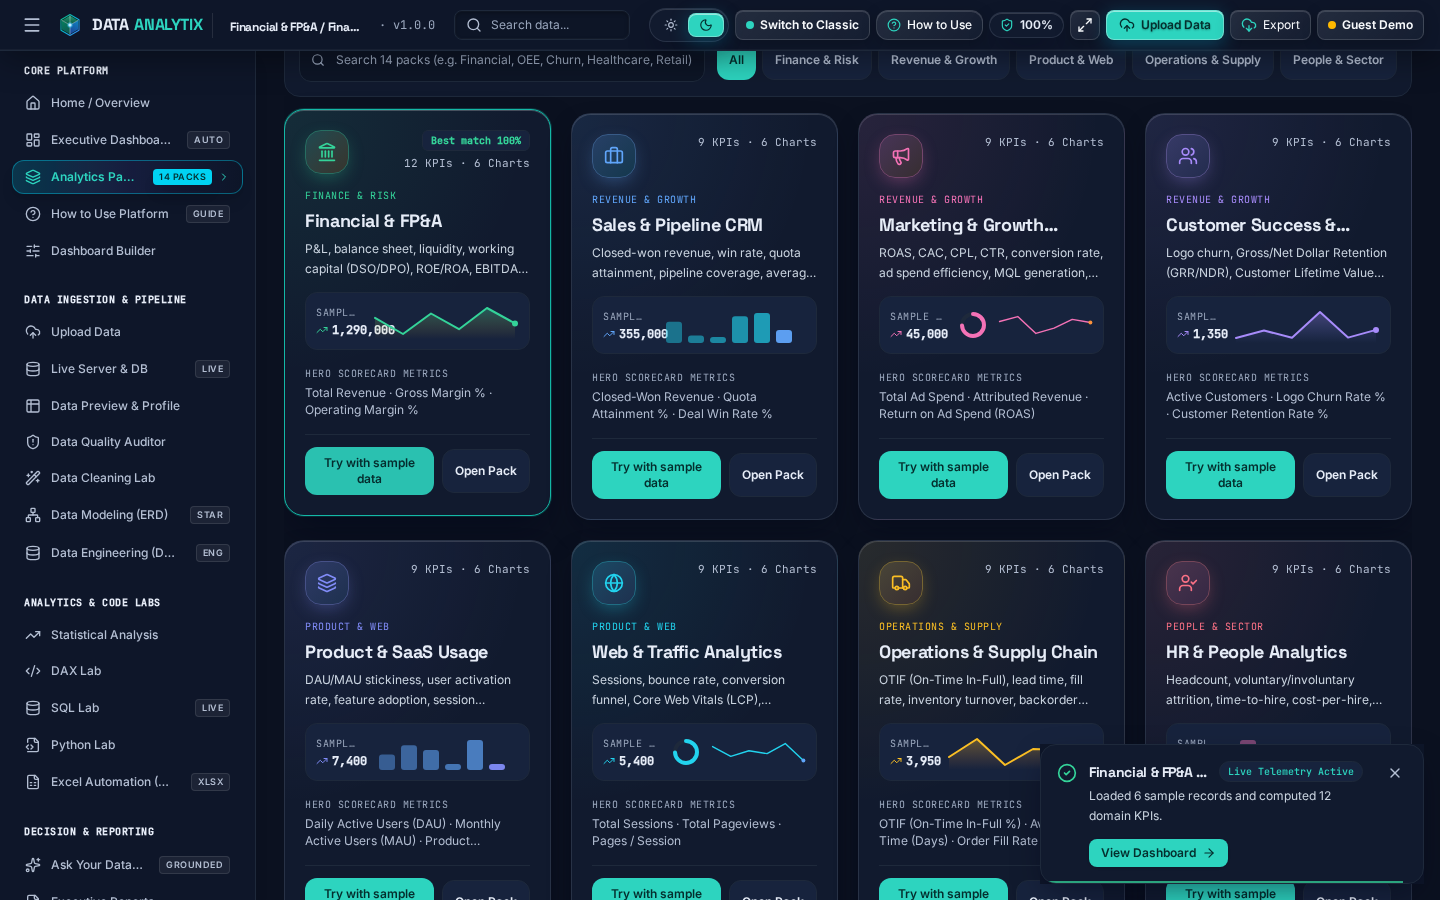 DATA ANALYTIX
Financial & FP&A / Fina...
· v1.0.0
Search data...
Switch to Classic
How to Use
100%
Upload Data
Export
Guest Demo
CORE PLATFORM
Home / Overview
Executive Dashboa... AUTO
Analytics Pa... 14 PACKS
How to Use Platform GUIDE
Dashboard Builder
DATA INGESTION & PIPELINE
Upload Data
Live Server & DB LIVE
Data Preview & Profile
Data Quality Auditor
Data Cleaning Lab
Data Modeling (ERD) STAR
Data Engineering (D... ENG
ANALYTICS & CODE LABS
Statistical Analysis
DAX Lab
SQL Lab LIVE
Python Lab
Excel Automation (... XLSX
DECISION & REPORTING
Ask Your Data... GROUNDED
Executive Reports
Search 14 packs (e.g. Financial, OEE, Churn, Healthcare, Retail)
All
Finance & Risk
Revenue & Growth
Product & Web
Operations & Supply
People & Sector
Best match 100%
12 KPIs · 6 Charts
FINANCE & RISK
Financial & FP&A
P&L, balance sheet, liquidity, working
capital (DSO/DPO), ROE/ROA, EBITDA...
SAMPL…
1,290,000
HERO SCORECARD METRICS
Total Revenue · Gross Margin % ·
Operating Margin %
Try with sample
data
Open Pack
9 KPIs · 6 Charts
REVENUE & GROWTH
Sales & Pipeline CRM
Closed-won revenue, win rate, quota
attainment, pipeline coverage, averag...
SAMPL…
355,000
HERO SCORECARD METRICS
Closed-Won Revenue · Quota
Attainment % · Deal Win Rate %
Try with sample
data
Open Pack
9 KPIs · 6 Charts
REVENUE & GROWTH
Marketing & Growth...
ROAS, CAC, CPL, CTR, conversion rate,
ad spend efficiency, MQL generation,...
SAMPLE …
45,000
HERO SCORECARD METRICS
Total Ad Spend · Attributed Revenue ·
Return on Ad Spend (ROAS)
Try with sample
data
Open Pack
9 KPIs · 6 Charts
REVENUE & GROWTH
Customer Success &...
Logo churn, Gross/Net Dollar Retention
(GRR/NDR), Customer Lifetime Value...
SAMPL…
1,350
HERO SCORECARD METRICS
Active Customers · Logo Churn Rate %
· Customer Retention Rate %
Try with sample
data
Open Pack
9 KPIs · 6 Charts
PRODUCT & WEB
Product & SaaS Usage
DAU/MAU stickiness, user activation
rate, feature adoption, session...
SAMPL…
7,400
HERO SCORECARD METRICS
Daily Active Users (DAU) · Monthly
Active Users (MAU) · Product...
Try with sample
Open Pack
9 KPIs · 6 Charts
PRODUCT & WEB
Web & Traffic Analytics
Sessions, bounce rate, conversion
funnel, Core Web Vitals (LCP),...
SAMPLE …
5,400
HERO SCORECARD METRICS
Total Sessions · Total Pageviews ·
Pages / Session
Try with sample
Open Pack
9 KPIs · 6 Charts
OPERATIONS & SUPPLY
Operations & Supply Chain
OTIF (On-Time In-Full), lead time, fill
rate, inventory turnover, backorder...
SAMPL…
3,950
HERO SCORECARD METRICS
OTIF (On-Time In-Full %) ·
Time (Days) · Order Fill Rate
Try with sample
9 KPIs · 6 Charts
PEOPLE & SECTOR
HR & People Analytics
Headcount, voluntary/involuntary
attrition, time-to-hire, cost-per-hire,...
SAMPL
Try with sample
Financial & FP&A ...
Live Telemetry Active
Loaded 6 sample records and computed 12
domain KPIs.
View Dashboard